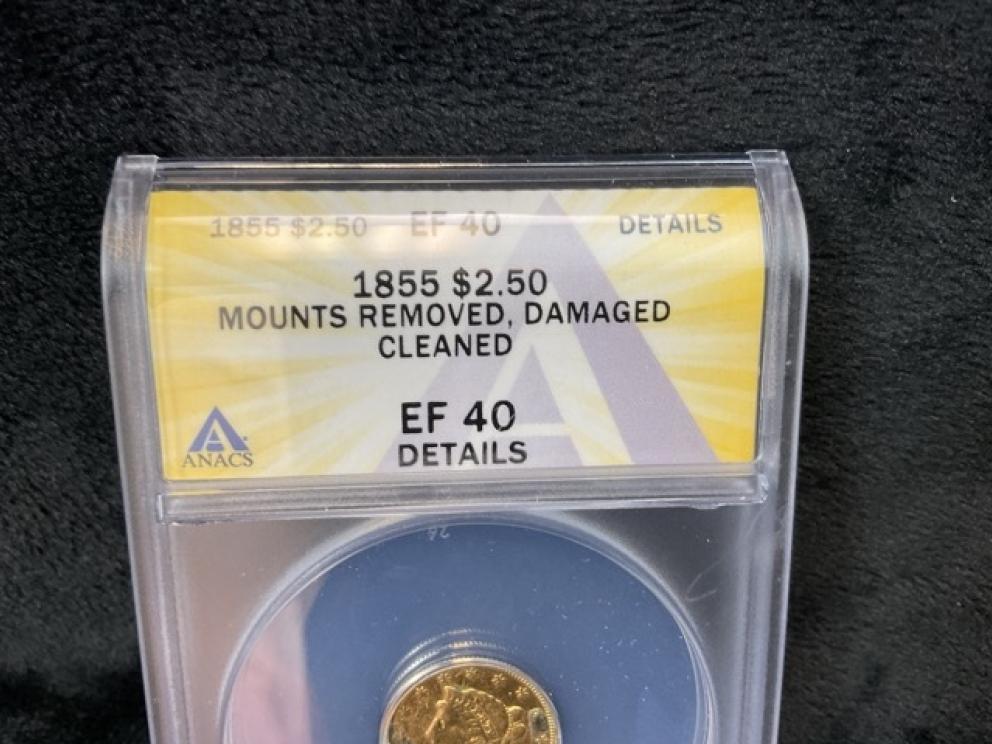 1855 $2.50 EF 40 DETAILS
1855 $2.50
MOUNTS REMOVED, DAMAGED
CLEANED
EF 40
DETAILS
ANACS